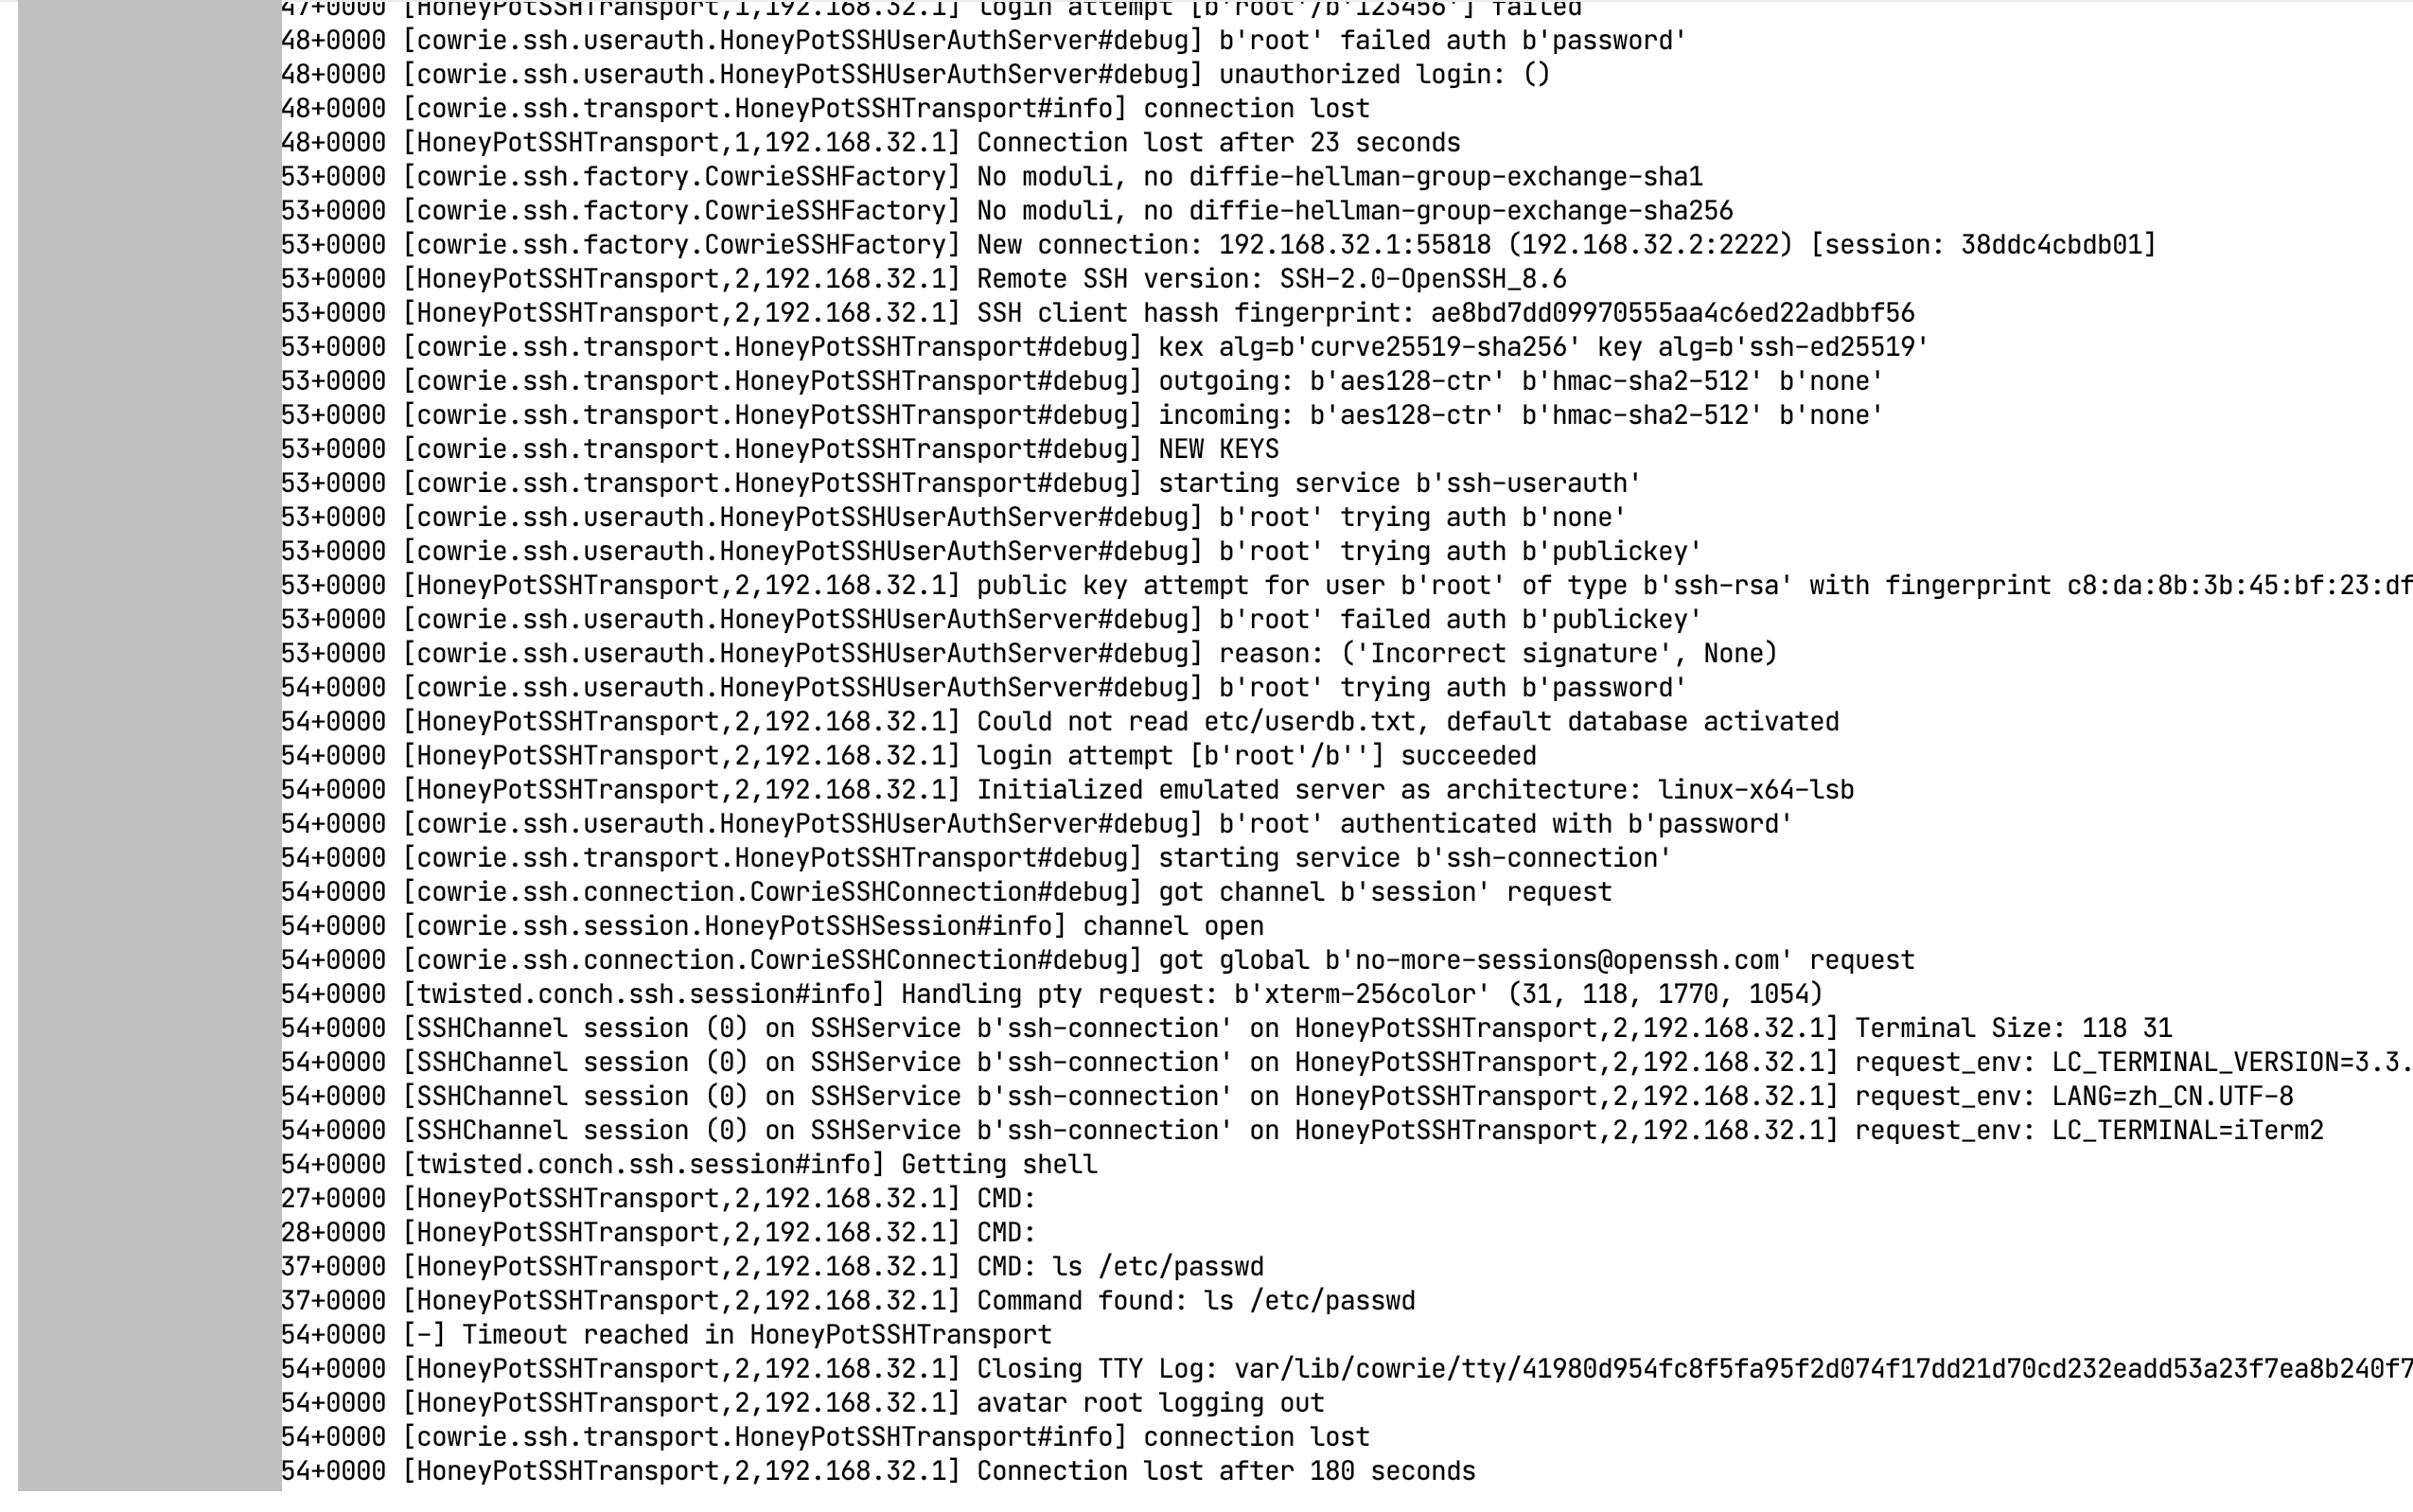 47+0000 [HoneyPotSSHTransport,1,192.168.32.1] login attempt [b'root'/b'123456'] failed
48+0000 [cowrie.ssh.userauth.HoneyPotSSHUserAuthServer#debug] b'root' failed auth b'password'
48+0000 [cowrie.ssh.userauth.HoneyPotSSHUserAuthServer#debug] unauthorized login: ()
48+0000 [cowrie.ssh.transport.HoneyPotSSHTransport#info] connection lost
48+0000 [HoneyPotSSHTransport,1,192.168.32.1] Connection lost after 23 seconds
53+0000 [cowrie.ssh.factory.CowrieSSHFactory] No moduli, no diffie-hellman-group-exchange-sha1
53+0000 [cowrie.ssh.factory.CowrieSSHFactory] No moduli, no diffie-hellman-group-exchange-sha256
53+0000 [cowrie.ssh.factory.CowrieSSHFactory] New connection: 192.168.32.1:55818 (192.168.32.2:2222) [session: 38ddc4cbdb01]
53+0000 [HoneyPotSSHTransport,2,192.168.32.1] Remote SSH version: SSH-2.0-OpenSSH_8.6
53+0000 [HoneyPotSSHTransport,2,192.168.32.1] SSH client hassh fingerprint: ae8bd7dd09970555aa4c6ed22adbbf56
53+0000 [cowrie.ssh.transport.HoneyPotSSHTransport#debug] kex alg=b'curve25519-sha256' key alg=b'ssh-ed25519'
53+0000 [cowrie.ssh.transport.HoneyPotSSHTransport#debug] outgoing: b'aes128-ctr' b'hmac-sha2-512' b'none'
53+0000 [cowrie.ssh.transport.HoneyPotSSHTransport#debug] incoming: b'aes128-ctr' b'hmac-sha2-512' b'none'
53+0000 [cowrie.ssh.transport.HoneyPotSSHTransport#debug] NEW KEYS
53+0000 [cowrie.ssh.transport.HoneyPotSSHTransport#debug] starting service b'ssh-userauth'
53+0000 [cowrie.ssh.userauth.HoneyPotSSHUserAuthServer#debug] b'root' trying auth b'none'
53+0000 [cowrie.ssh.userauth.HoneyPotSSHUserAuthServer#debug] b'root' trying auth b'publickey'
53+0000 [HoneyPotSSHTransport,2,192.168.32.1] public key attempt for user b'root' of type b'ssh-rsa' with fingerprint c8:da:8b:3b:45:bf:23:df
53+0000 [cowrie.ssh.userauth.HoneyPotSSHUserAuthServer#debug] b'root' failed auth b'publickey'
53+0000 [cowrie.ssh.userauth.HoneyPotSSHUserAuthServer#debug] reason: ('Incorrect signature', None)
54+0000 [cowrie.ssh.userauth.HoneyPotSSHUserAuthServer#debug] b'root' trying auth b'password'
54+0000 [HoneyPotSSHTransport,2,192.168.32.1] Could not read etc/userdb.txt, default database activated
54+0000 [HoneyPotSSHTransport,2,192.168.32.1] login attempt [b'root'/b''] succeeded
54+0000 [HoneyPotSSHTransport,2,192.168.32.1] Initialized emulated server as architecture: linux-x64-lsb
54+0000 [cowrie.ssh.userauth.HoneyPotSSHUserAuthServer#debug] b'root' authenticated with b'password'
54+0000 [cowrie.ssh.transport.HoneyPotSSHTransport#debug] starting service b'ssh-connection'
54+0000 [cowrie.ssh.connection.CowrieSSHConnection#debug] got channel b'session' request
54+0000 [cowrie.ssh.session.HoneyPotSSHSession#info] channel open
54+0000 [cowrie.ssh.connection.CowrieSSHConnection#debug] got global b'no-more-sessions@openssh.com' request
54+0000 [twisted.conch.ssh.session#info] Handling pty request: b'xterm-256color' (31, 118, 1770, 1054)
54+0000 [SSHChannel session (0) on SSHService b'ssh-connection' on HoneyPotSSHTransport,2,192.168.32.1] Terminal Size: 118 31
54+0000 [SSHChannel session (0) on SSHService b'ssh-connection' on HoneyPotSSHTransport,2,192.168.32.1] request_env: LC_TERMINAL_VERSION=3.3.
54+0000 [SSHChannel session (0) on SSHService b'ssh-connection' on HoneyPotSSHTransport,2,192.168.32.1] request_env: LANG=zh_CN.UTF-8
54+0000 [SSHChannel session (0) on SSHService b'ssh-connection' on HoneyPotSSHTransport,2,192.168.32.1] request_env: LC_TERMINAL=iTerm2
54+0000 [twisted.conch.ssh.session#info] Getting shell
27+0000 [HoneyPotSSHTransport,2,192.168.32.1] CMD:
28+0000 [HoneyPotSSHTransport,2,192.168.32.1] CMD:
37+0000 [HoneyPotSSHTransport,2,192.168.32.1] CMD: ls /etc/passwd
37+0000 [HoneyPotSSHTransport,2,192.168.32.1] Command found: ls /etc/passwd
54+0000 [-] Timeout reached in HoneyPotSSHTransport
54+0000 [HoneyPotSSHTransport,2,192.168.32.1] Closing TTY Log: var/lib/cowrie/tty/41980d954fc8f5fa95f2d074f17dd21d70cd232eadd53a23f7ea8b240f7
54+0000 [HoneyPotSSHTransport,2,192.168.32.1] avatar root logging out
54+0000 [cowrie.ssh.transport.HoneyPotSSHTransport#info] connection lost
54+0000 [HoneyPotSSHTransport,2,192.168.32.1] Connection lost after 180 seconds